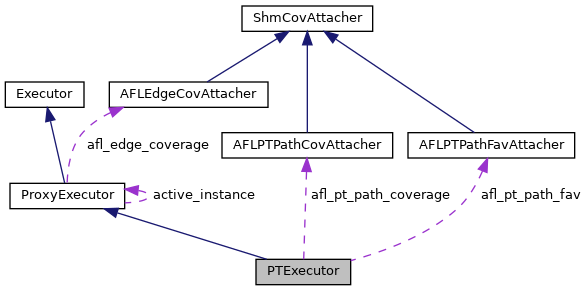 ShmCovAttacher
Executor
AFLEdgeCovAttacher
afl_edge_coverage
AFLPTPathCovAttacher
AFLPTPathFavAttacher
ProxyExecutor
active_instance
afl_pt_path_coverage
afl_pt_path_fav
PTExecutor